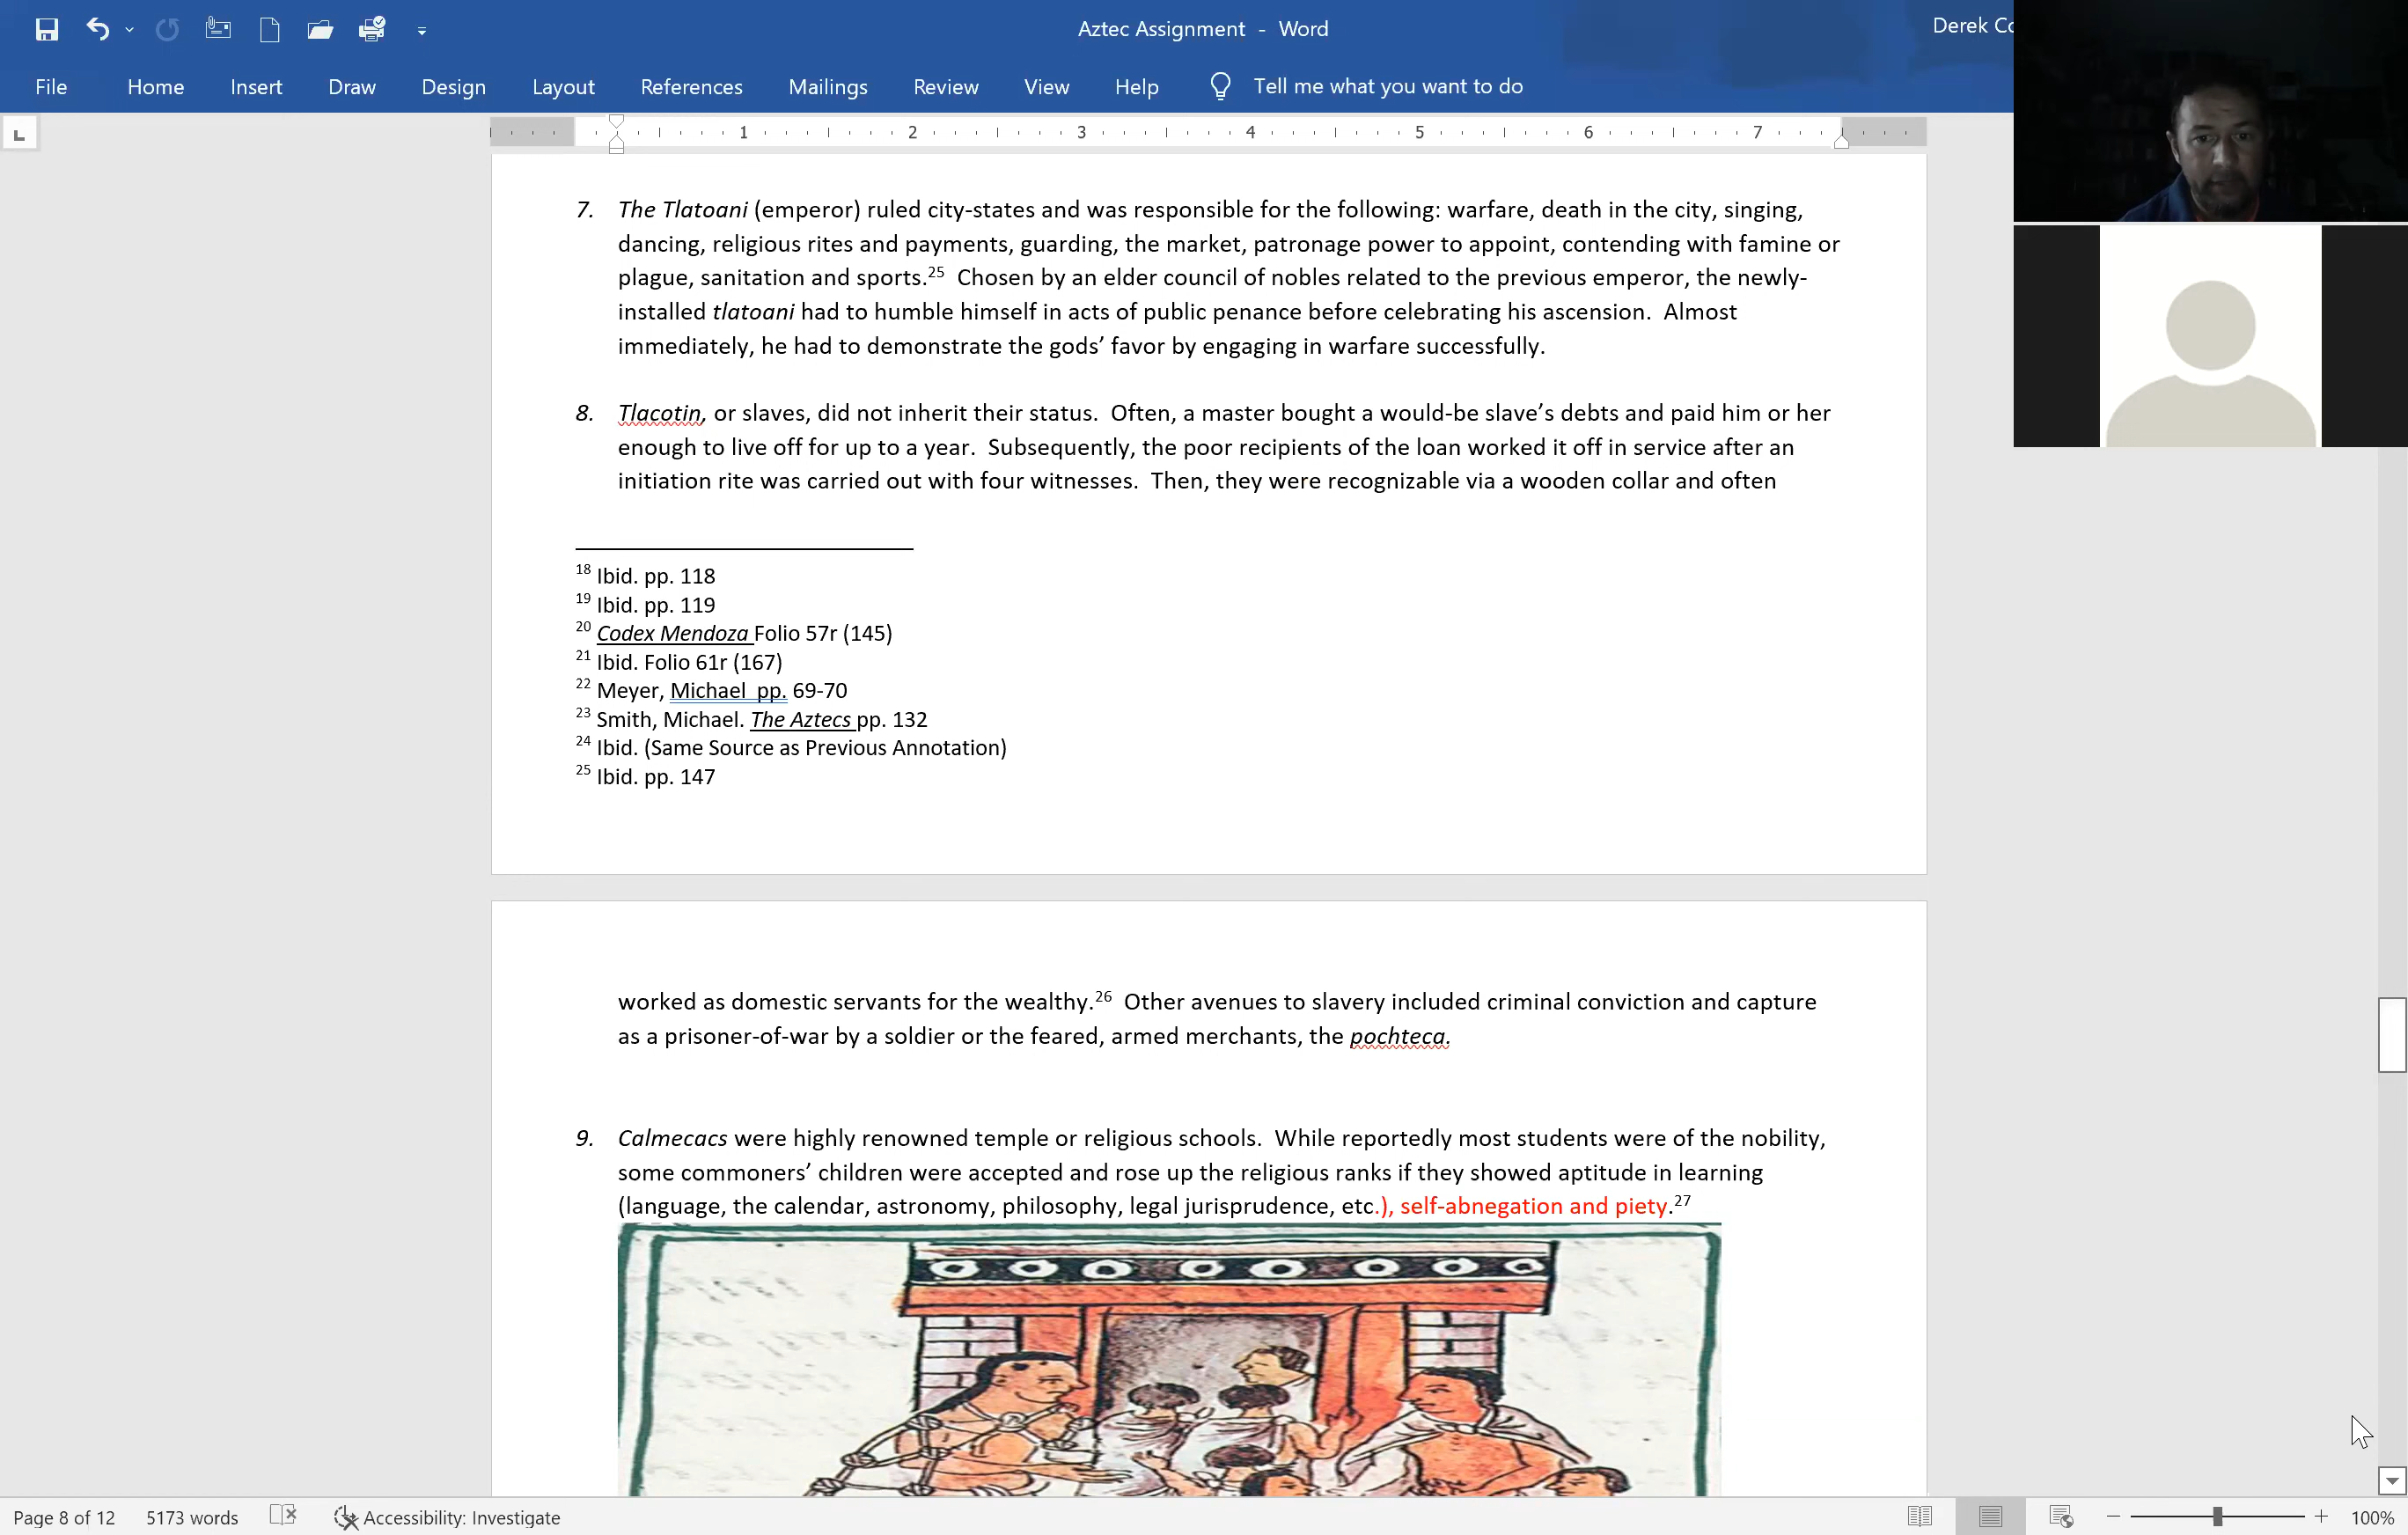 Aztec Assignment - Word
Derek Co
File Home Insert Draw Design Layout References Mailings Review View Help Tell me what you want to do
1 2 3 4 5 6 7
7. The Tlatoani (emperor) ruled city-states and was responsible for the following: warfare, death in the city, singing,
dancing, religious rites and payments, guarding, the market, patronage power to appoint, contending with famine or
plague, sanitation and sports.25 Chosen by an elder council of nobles related to the previous emperor, the newly-
installed tlatoani had to humble himself in acts of public penance before celebrating his ascension. Almost
immediately, he had to demonstrate the gods’ favor by engaging in warfare successfully.
8. Tlacotin, or slaves, did not inherit their status. Often, a master bought a would-be slave’s debts and paid him or her
enough to live off for up to a year. Subsequently, the poor recipients of the loan worked it off in service after an
initiation rite was carried out with four witnesses. Then, they were recognizable via a wooden collar and often
18 Ibid. pp. 118
19 Ibid. pp. 119
20 Codex Mendoza Folio 57r (145)
21 Ibid. Folio 61r (167)
22 Meyer, Michael pp. 69-70
23 Smith, Michael. The Aztecs pp. 132
24 Ibid. (Same Source as Previous Annotation)
25 Ibid. pp. 147
worked as domestic servants for the wealthy.26 Other avenues to slavery included criminal conviction and capture
as a prisoner-of-war by a soldier or the feared, armed merchants, the pochteca.
9. Calmecacs were highly renowned temple or religious schools. While reportedly most students were of the nobility,
some commoners’ children were accepted and rose up the religious ranks if they showed aptitude in learning
(language, the calendar, astronomy, philosophy, legal jurisprudence, etc.), self-abnegation and piety.27
Page 8 of 12 5173 words Accessibility: Investigate 100%